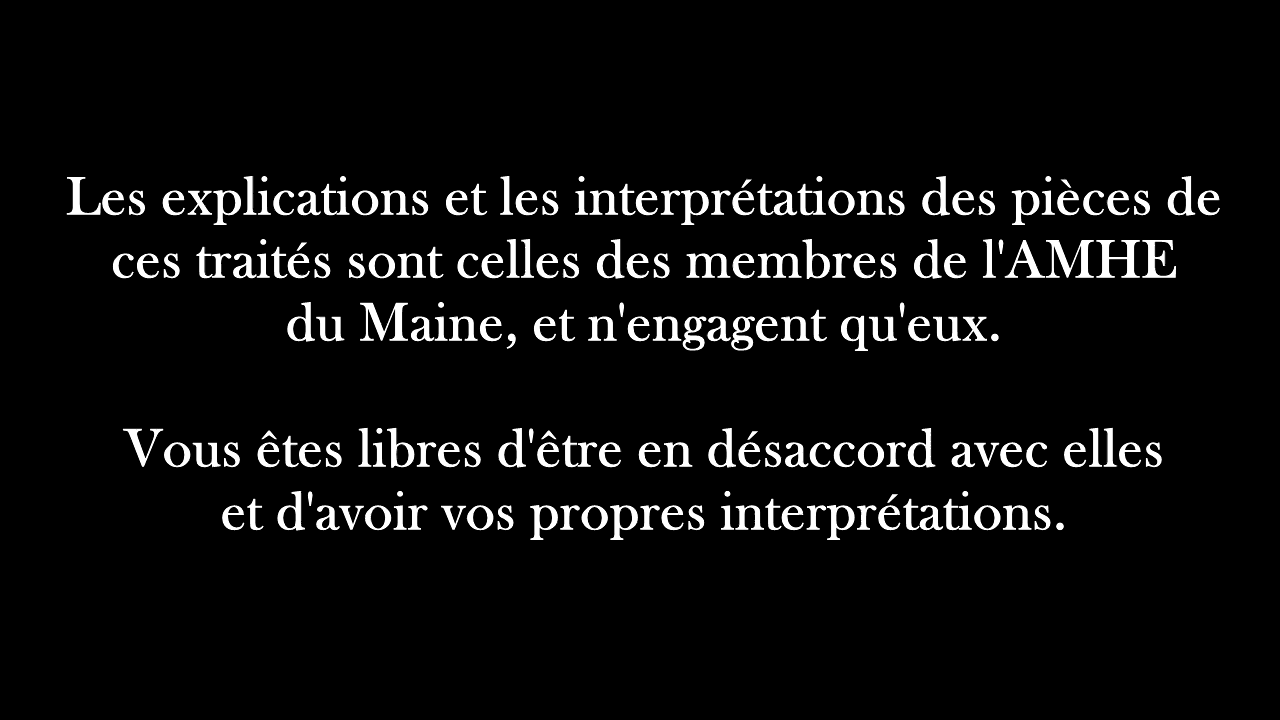 Les explications et les interprétations des pièces de
ces traités sont celles des membres de l'AMHE
du Maine, et n'engagent qu'eux.
Vous êtes libres d'être en désaccord avec elles
et d'avoir vos propres interprétations.